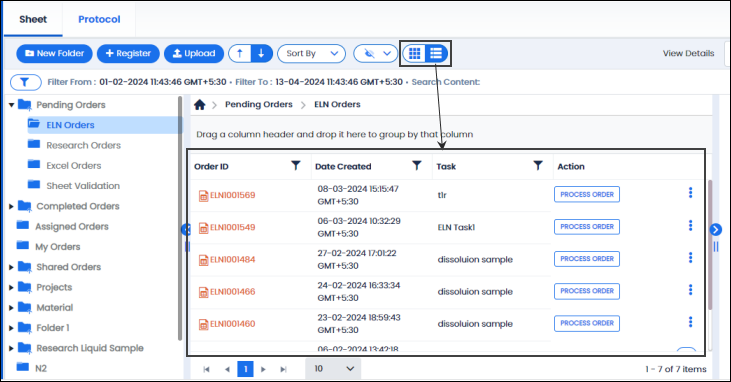 Sheet Protocol
New Folder Register Upload Sort By View Details
Filter From : 01-02-2024 11:43:46 GMT+5:30 • Filter To : 13-04-2024 11:43:46 GMT+5:30 • Search Content:
Pending Orders
ELN Orders
Research Orders
Excel Orders
Sheet Validation
Completed Orders
Assigned Orders
My Orders
Shared Orders
Projects
Material
Folder 1
Research Liquid Sample
N2
Pending Orders ELN Orders
Drag a column header and drop it here to group by that column
Order ID Date Created Task Action
ELN1001569 08-03-2024 15:15:47 GMT+5:30 t1r PROCESS ORDER
ELN1001549 06-03-2024 10:32:29 GMT+5:30 ELN Task1 PROCESS ORDER
ELN1001484 27-02-2024 17:01:22 GMT+5:30 dissoluion sample PROCESS ORDER
ELN1001466 24-02-2024 16:33:34 GMT+5:30 dissoluion sample PROCESS ORDER
ELN1001460 23-02-2024 18:59:43 GMT+5:30 dissoluion sample PROCESS ORDER
06-02-2024 13:42:18
1 10 1 - 7 of 7 items